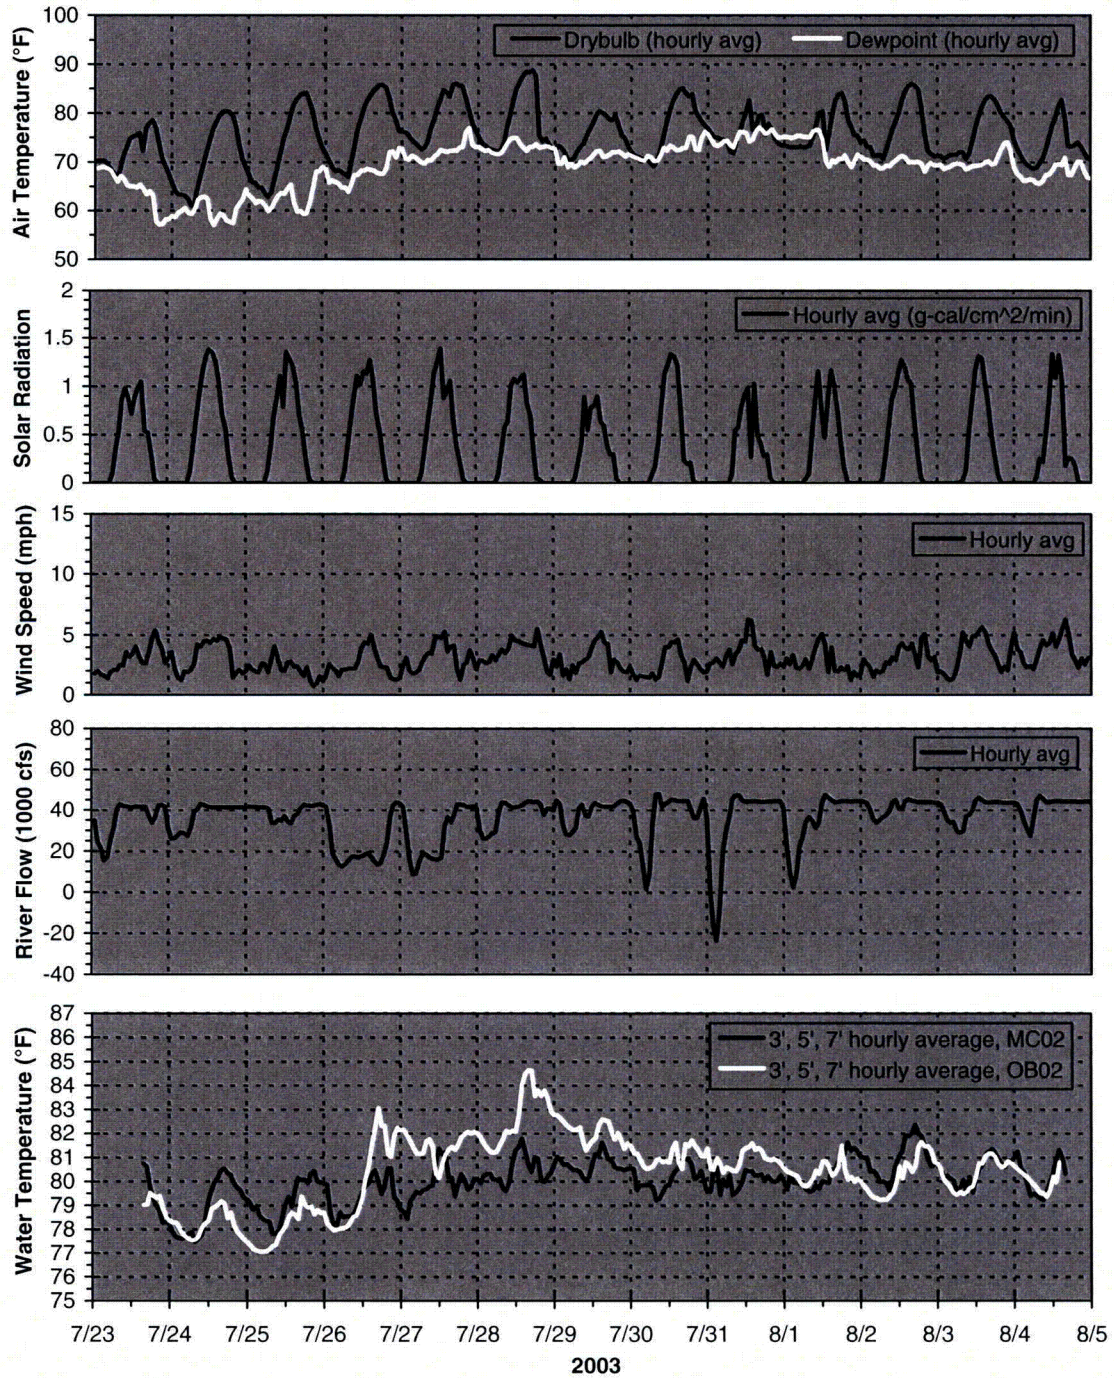 Air Temperature (°F)
100
90
80
70
60
50
Drybulb (hourly avg)
Dewpoint (hourly avg)
Solar Radiation
2
1.5
1
0.5
0
Hourly avg (g-cal/cm^2/min)
Wind Speed (mph)
15
10
5
0
Hourly avg
River Flow (1000 cfs)
80
60
40
20
0
-20
-40
Hourly avg
Water Temperature (°F)
87
86
85
84
83
82
81
80
79
78
77
76
75
3', 5', 7' hourly average, MC02
3', 5', 7' hourly average, OB02
7/23 7/24 7/25 7/26 7/27 7/28 7/29 7/30 7/31 8/1 8/2 8/3 8/4 8/5
2003